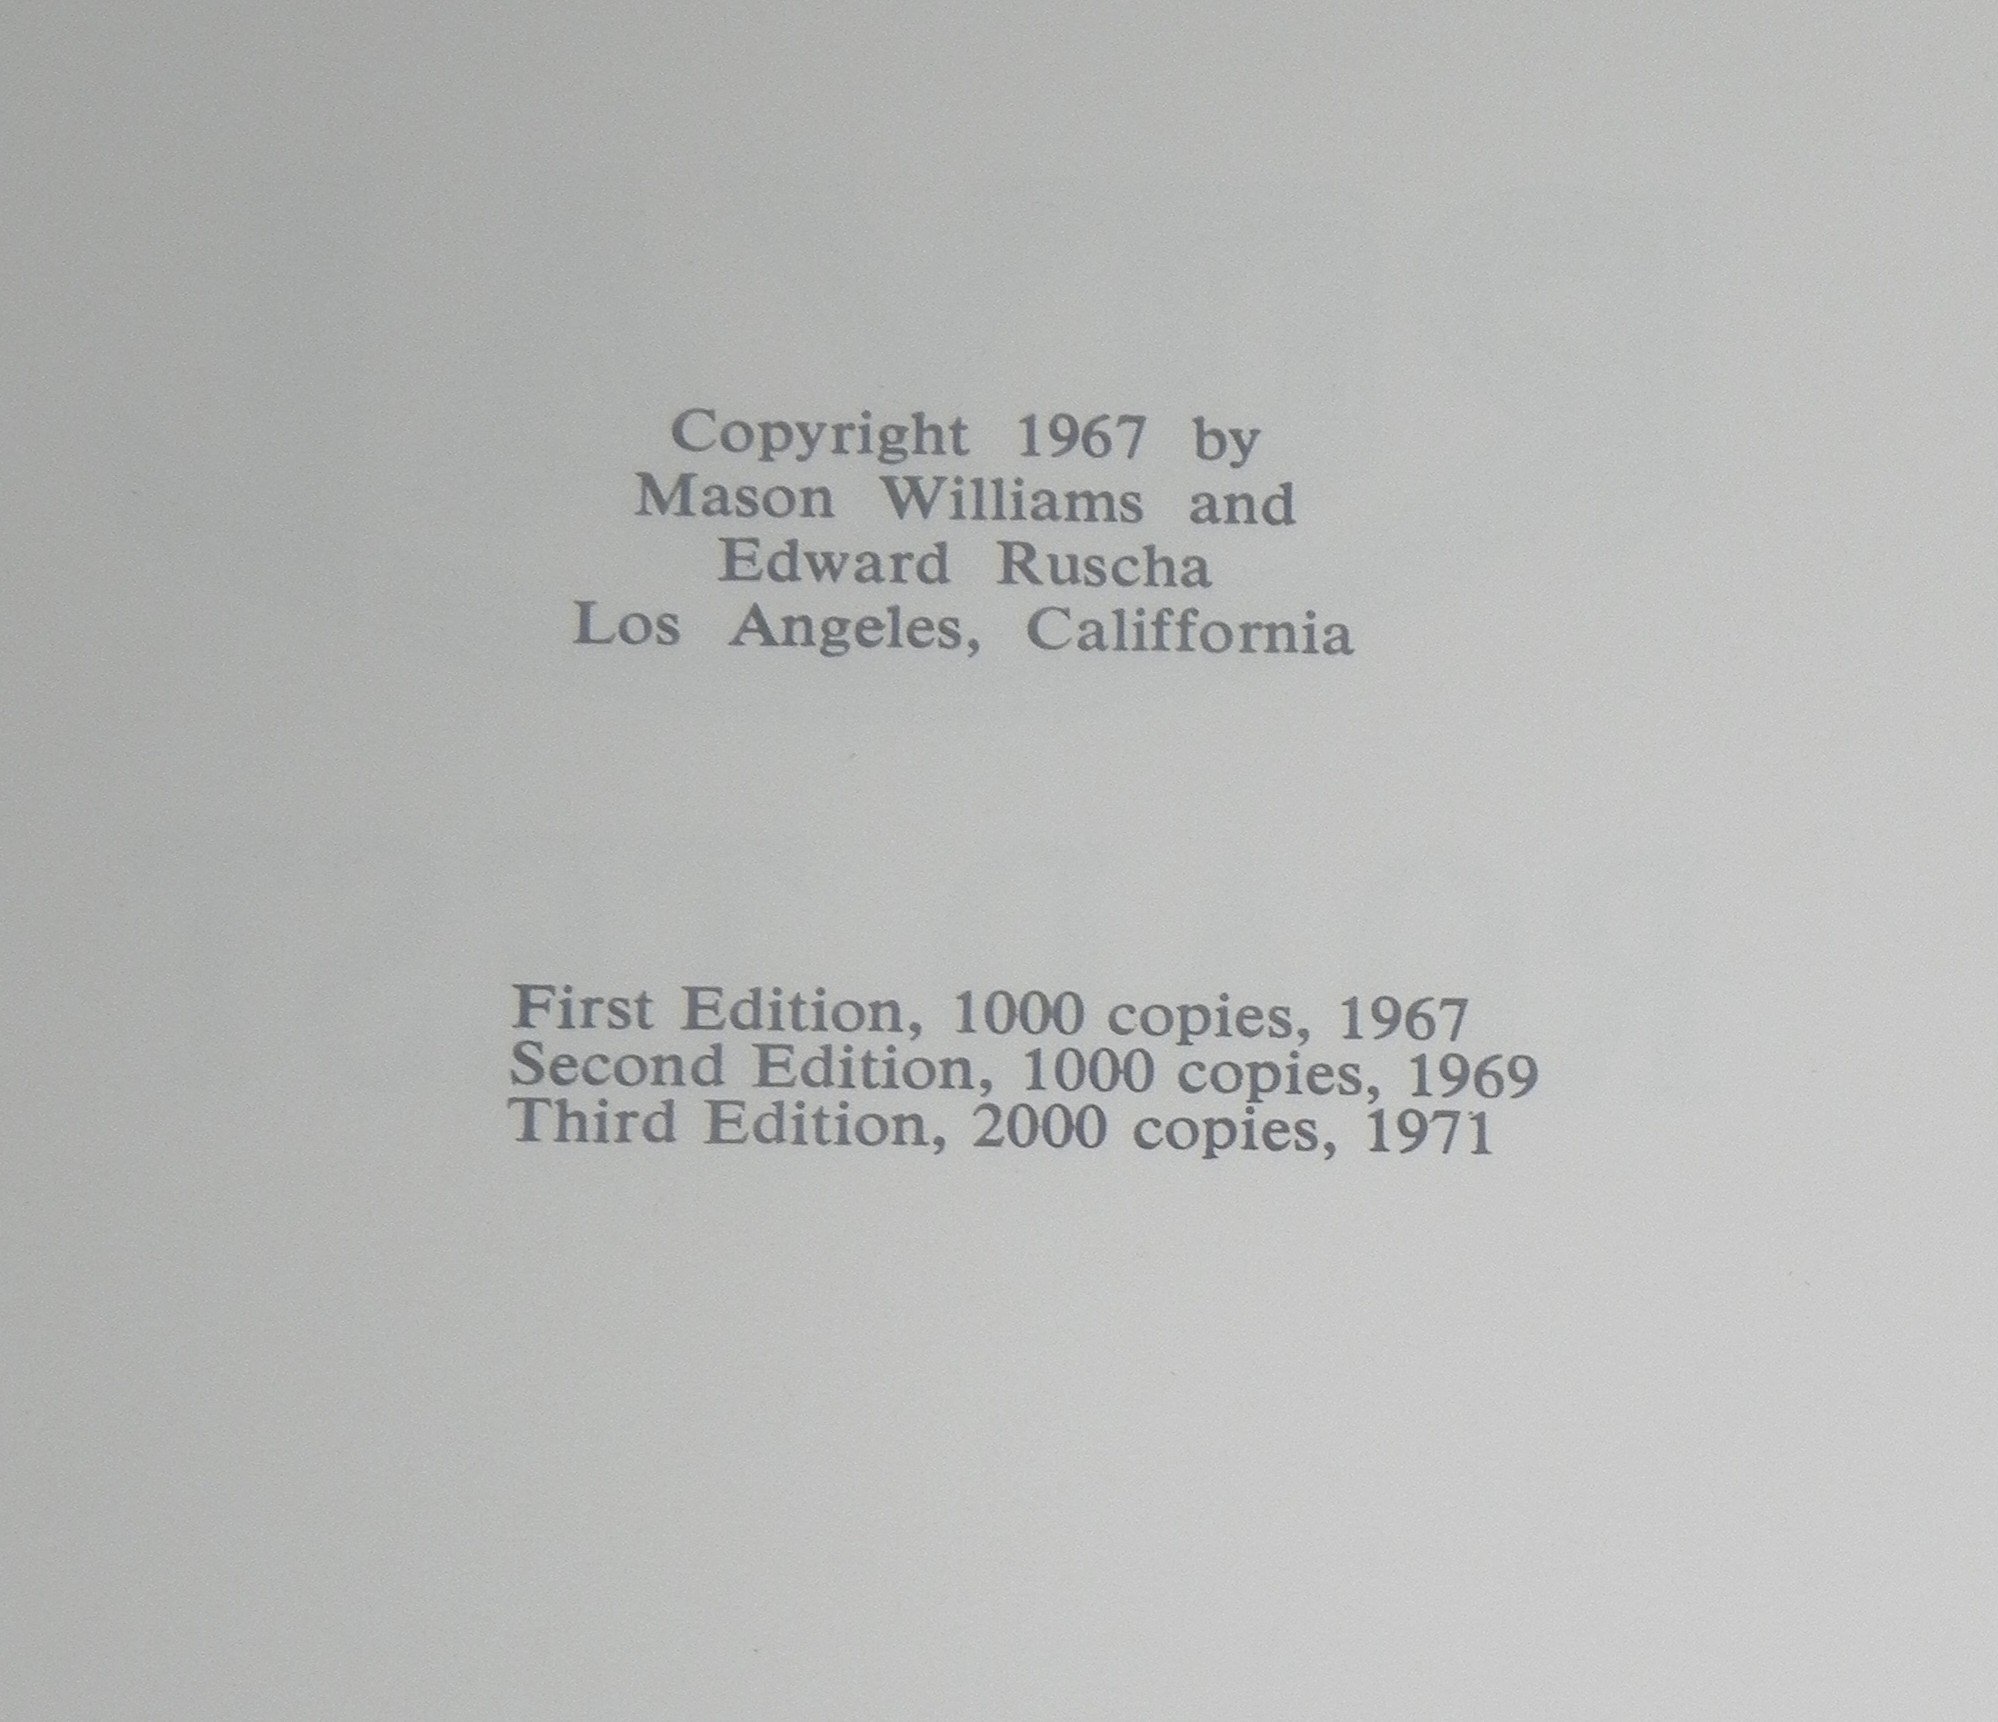 Copyright 1967 by
Mason Williams and
Edward Ruscha
Los Angeles, Califfornia
First Edition, 1000 copies, 1967
Second Edition, 1000 copies, 1969
Third Edition, 2000 copies, 1971